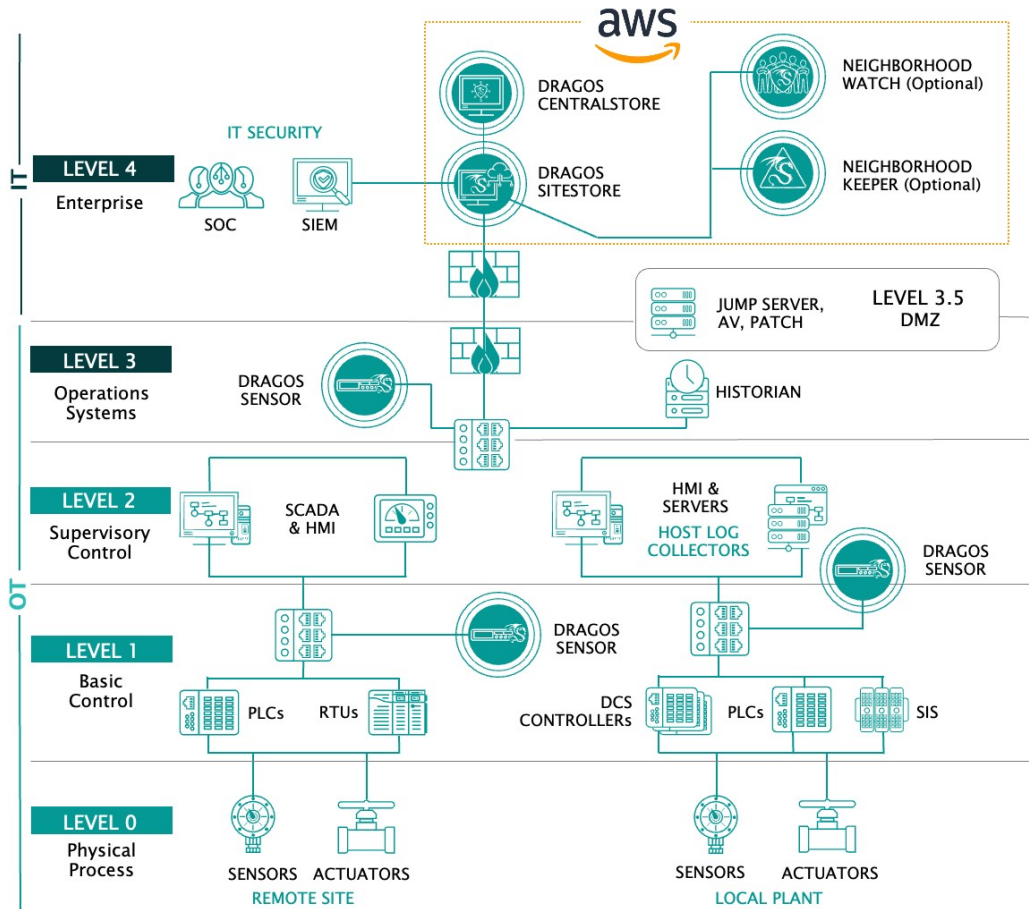 aws
IT
DRAGOS
CENTRALSTORE
NEIGHBORHOOD
WATCH (Optional)
IT SECURITY
LEVEL 4
Enterprise
SOC
SIEM
DRAGOS
SITESTORE
NEIGHBORHOOD
KEEPER (Optional)
JUMP SERVER,
AV, PATCH
LEVEL 3.5
DMZ
OT
LEVEL 3
Operations
Systems
DRAGOS
SENSOR
HISTORIAN
LEVEL 2
Supervisory
Control
SCADA
& HMI
HMI &
SERVERS
HOST LOG
COLLECTORS
DRAGOS
SENSOR
LEVEL 1
Basic
Control
DRAGOS
SENSOR
PLCs
RTUs
DCS
CONTROLLERs
PLCs
SIS
LEVEL 0
Physical
Process
SENSORS
ACTUATORS
REMOTE SITE
SENSORS
ACTUATORS
LOCAL PLANT